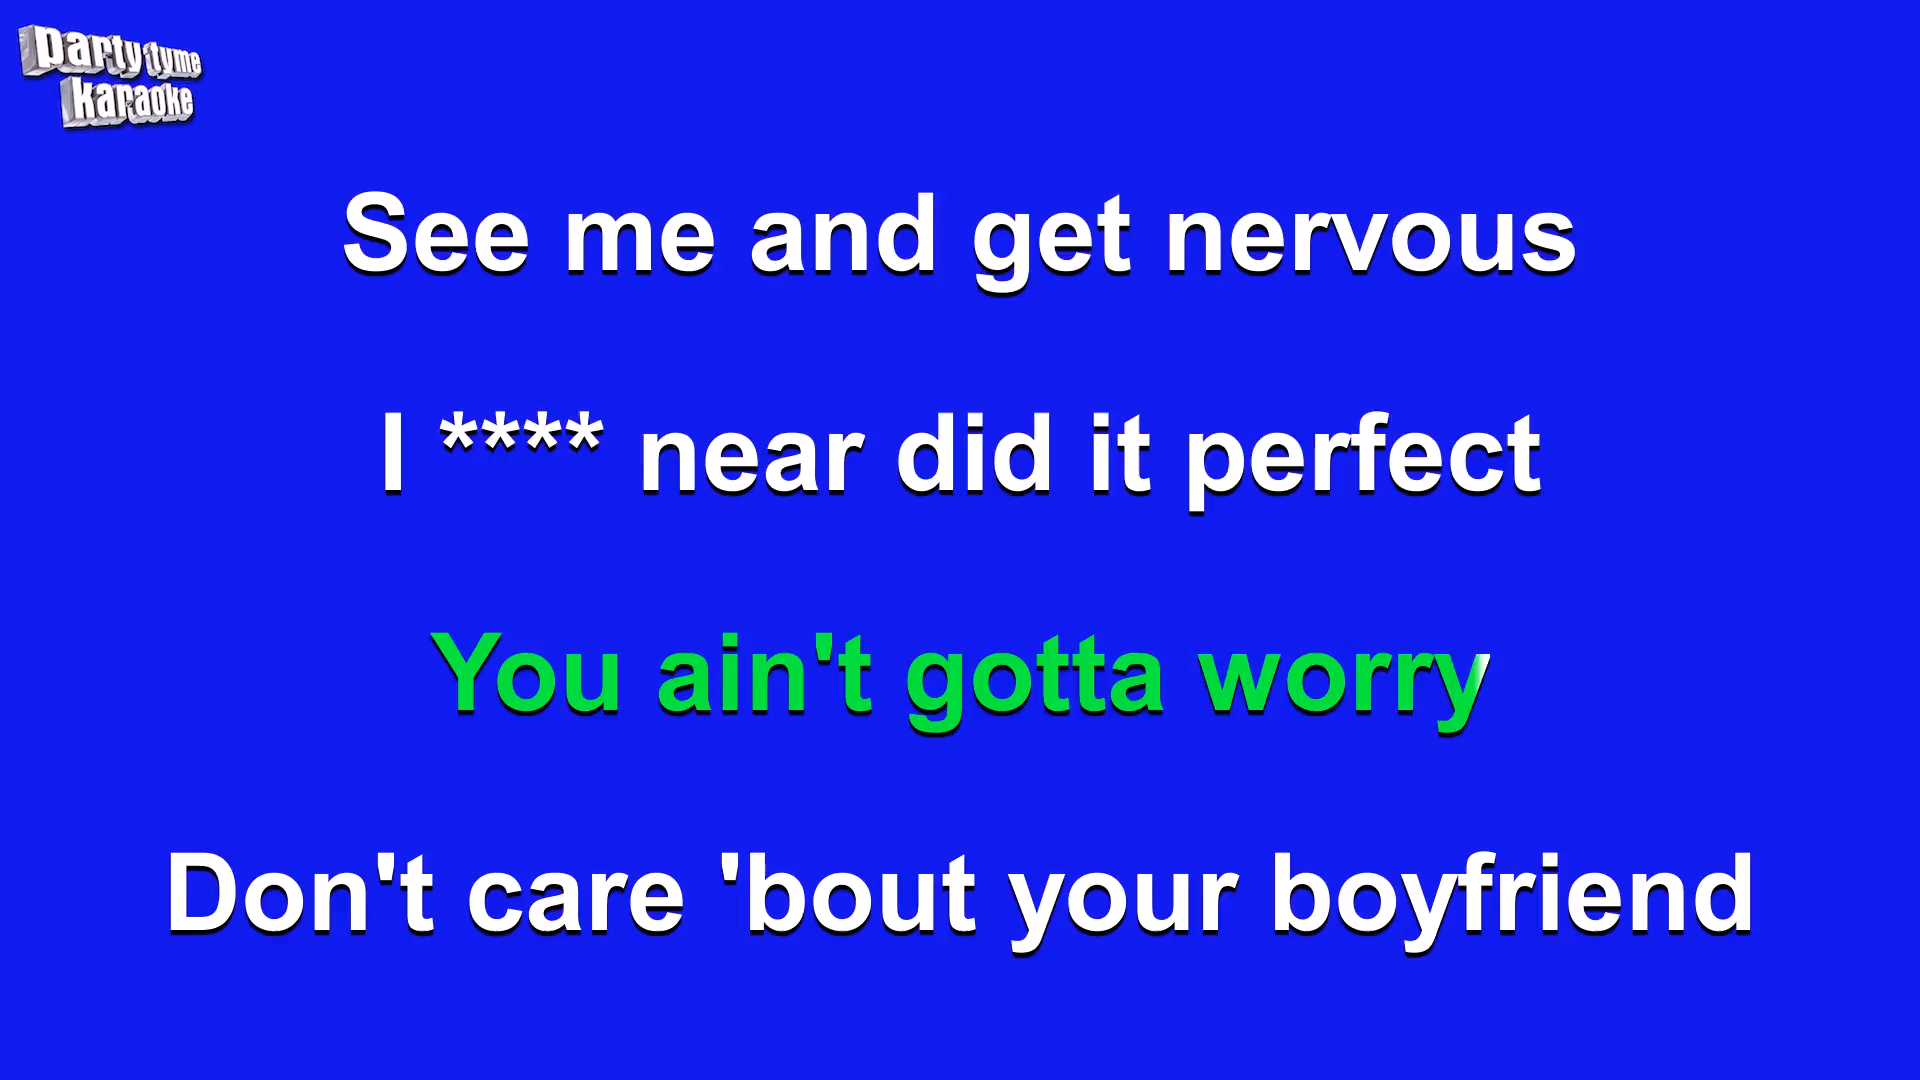 party tyme
karaoke
See me and get nervous
I **** near did it perfect
You ain't gotta worry
Don't care 'bout your boyfriend